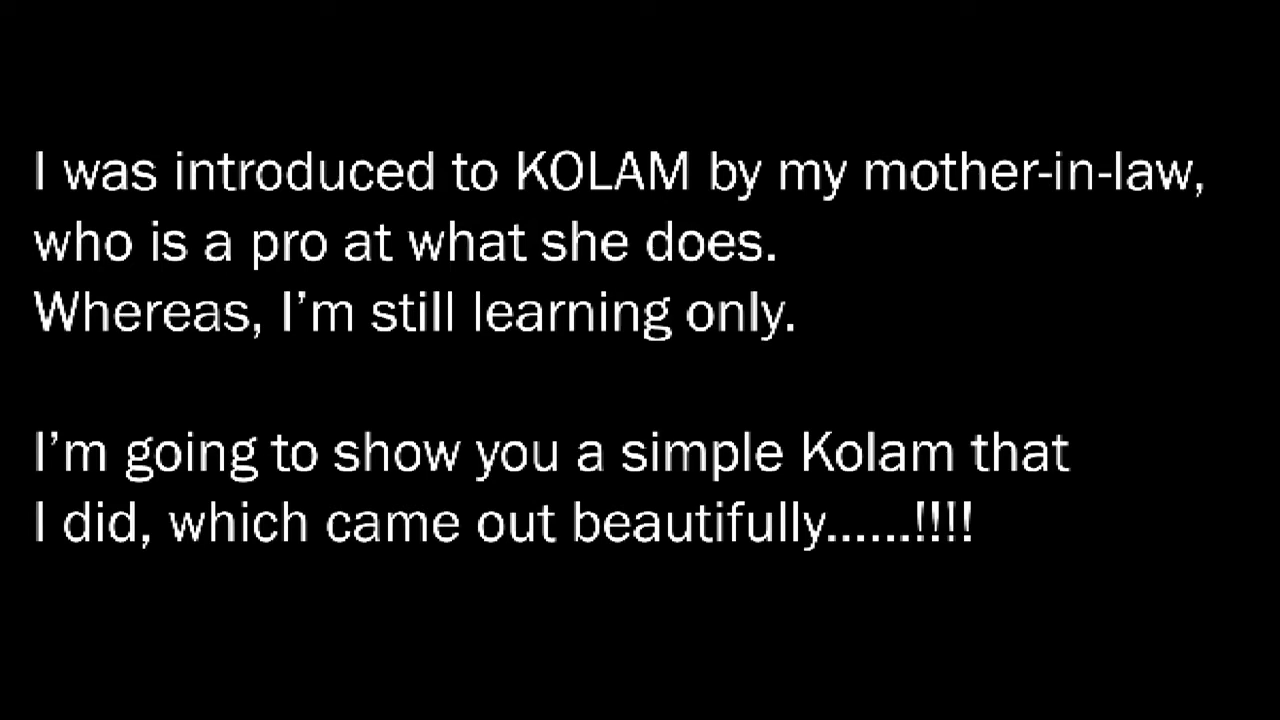 I was introduced to KOLAM by my mother-in-law,
who is a pro at what she does.
Whereas, I’m still learning only.
I’m going to show you a simple Kolam that
I did, which came out beautifully......!!!!